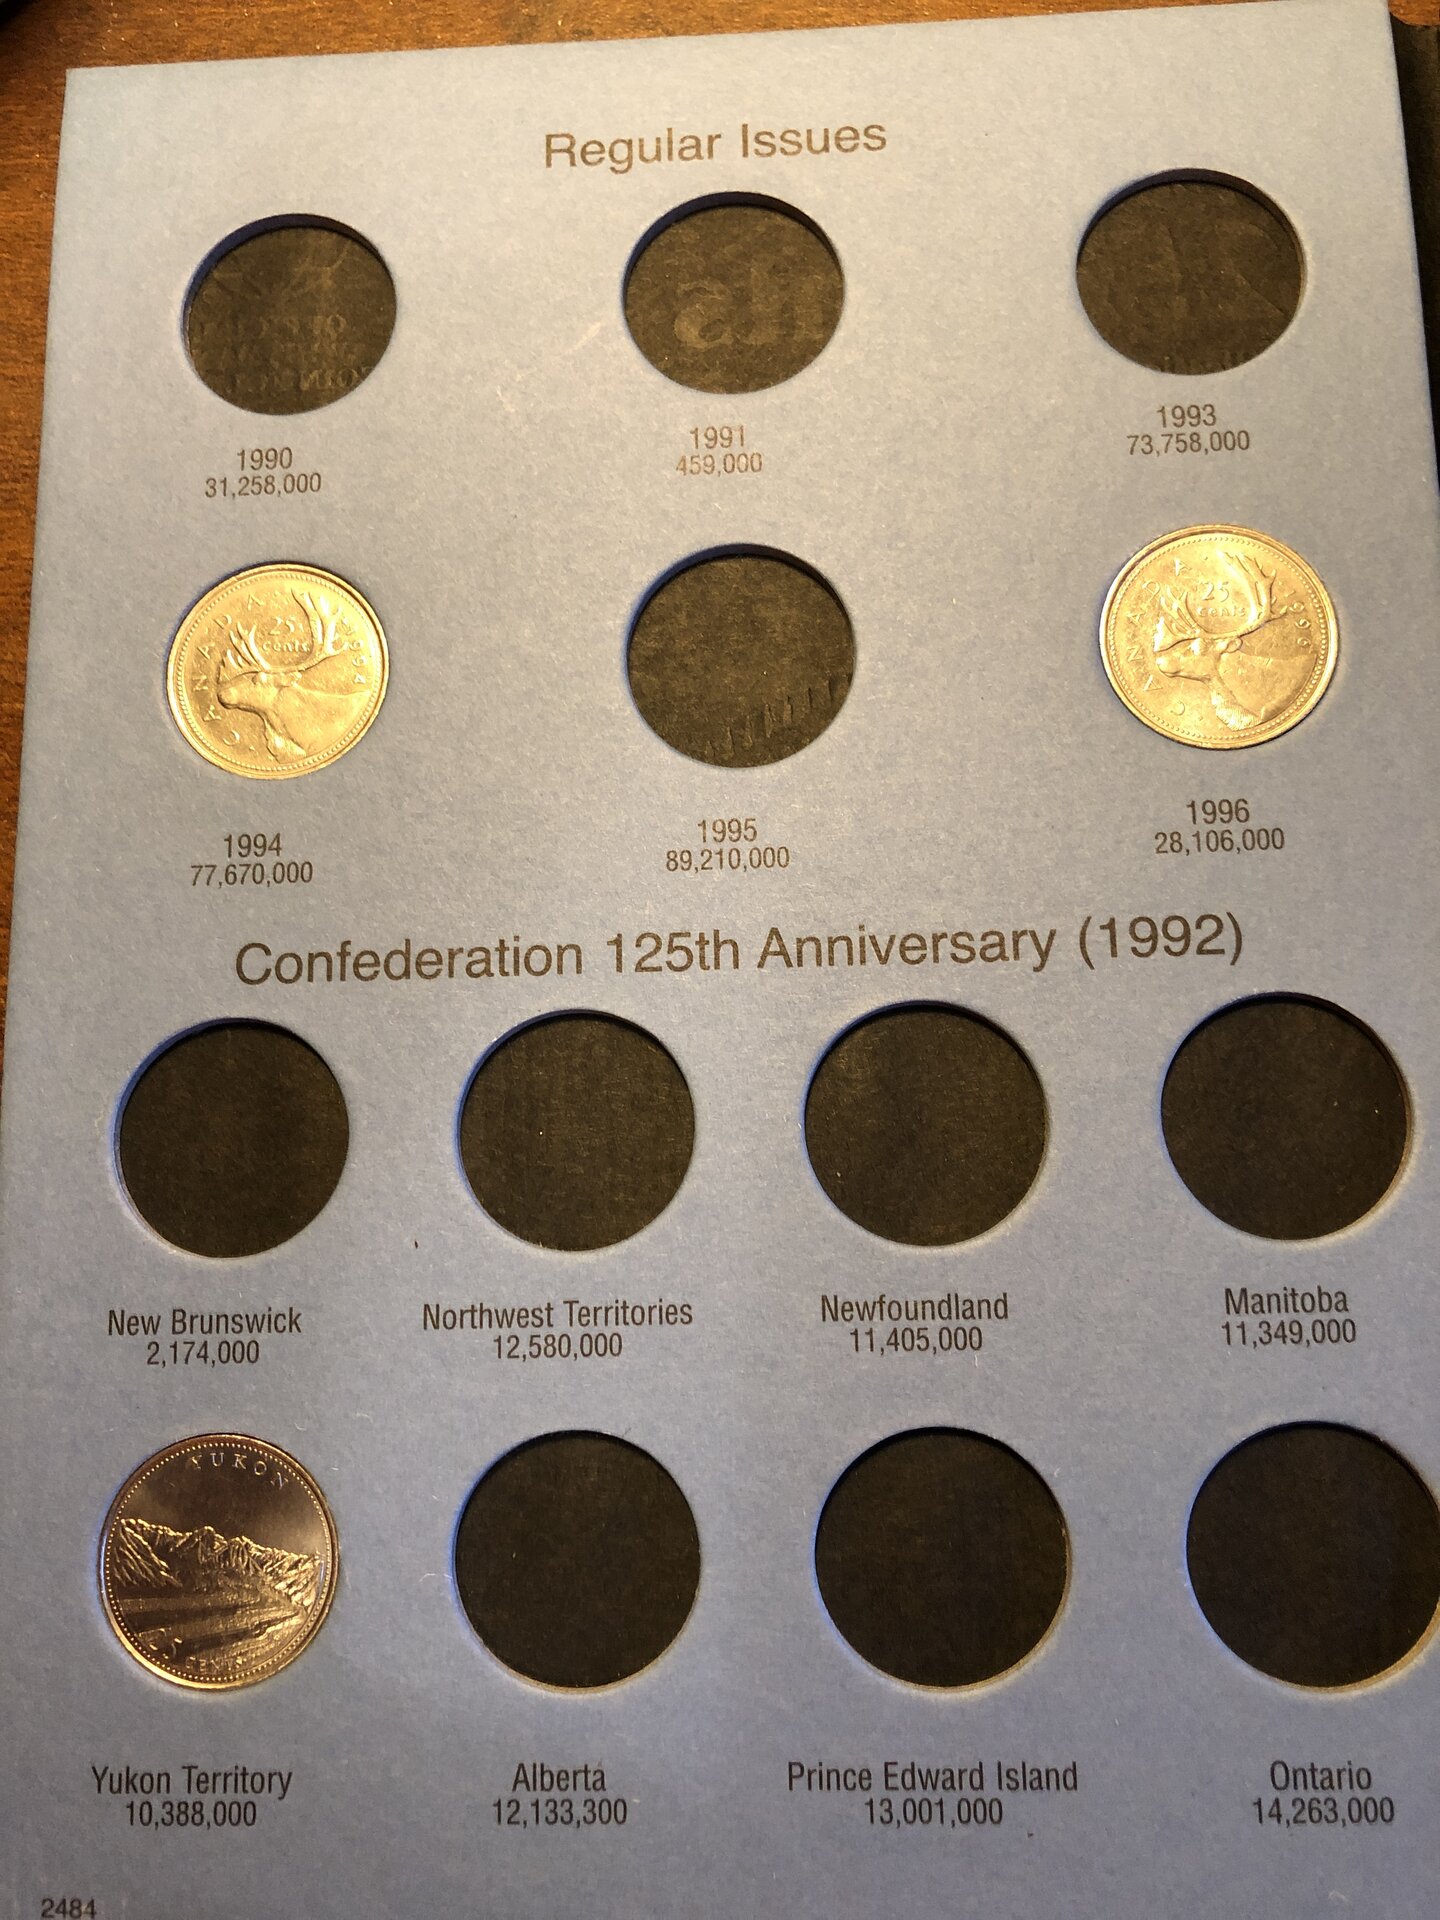 Regular Issues
1990
31,258,000
1991
459,000
1993
73,758,000
CANADA 25 cents 1994
CANADA 25 cents 1996
1994
77,670,000
1995
89,210,000
1996
28,106,000
Confederation 125th Anniversary (1992)
New Brunswick
2,174,000
Northwest Territories
12,580,000
Newfoundland
11,405,000
Manitoba
11,349,000
YUKON
25 CENTS
Yukon Territory
10,388,000
Alberta
12,133,300
Prince Edward Island
13,001,000
Ontario
14,263,000
2484